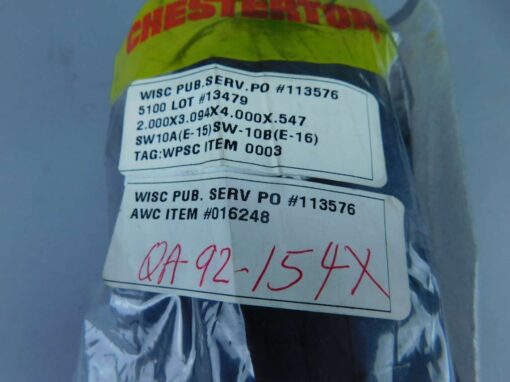 CHESTERTON
WISC PUB.SERV.PO #113576
5100 LOT #13479
2.000X3.094X4.000X.547
SW10A(E-15)SW-10B(E-16)
TAG:WPSC ITEM 0003
WISC PUB. SERV PO #113576
AWC ITEM #016248
QA-92-154X